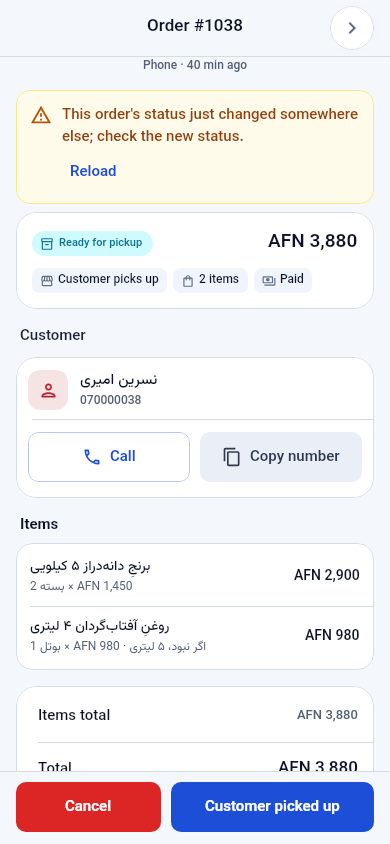 Order #1038
Phone · 40 min ago
This order's status just changed somewhere
else; check the new status.
Reload
Ready for pickup
AFN 3,880
Customer picks up
2 items
Paid
Customer
نسرین امیری
070000038
Call
Copy number
Items
برنجِ دانه‌دراز ۵ کیلویی
2 بسته × AFN 1,450
AFN 2,900
روغنِ آفتاب‌گردان ۴ لیتری
1 بوتل × AFN 980 · اگر نبود، ۵ لیتری
AFN 980
Items total
AFN 3,880
Total
AFN 3,880
Cancel
Customer picked up